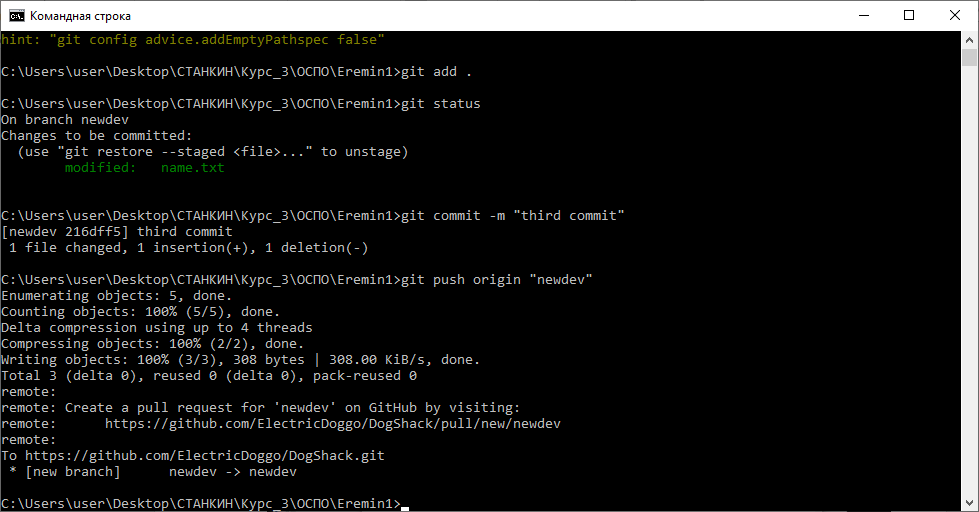 Командная строка
hint: "git config advice.addEmptyPathspec false"
C:\Users\user\Desktop\СТАНКИН\Курс_3\ОСПО\Eremin1>git add .
C:\Users\user\Desktop\СТАНКИН\Курс_3\ОСПО\Eremin1>git status
On branch newdev
Changes to be committed:
  (use "git restore --staged <file>..." to unstage)
        modified:   name.txt
C:\Users\user\Desktop\СТАНКИН\Курс_3\ОСПО\Eremin1>git commit -m "third commit"
[newdev 216dff5] third commit
 1 file changed, 1 insertion(+), 1 deletion(-)
C:\Users\user\Desktop\СТАНКИН\Курс_3\ОСПО\Eremin1>git push origin "newdev"
Enumerating objects: 5, done.
Counting objects: 100% (5/5), done.
Delta compression using up to 4 threads
Compressing objects: 100% (2/2), done.
Writing objects: 100% (3/3), 308 bytes | 308.00 KiB/s, done.
Total 3 (delta 0), reused 0 (delta 0), pack-reused 0
remote:
remote: Create a pull request for 'newdev' on GitHub by visiting:
remote:      https://github.com/ElectricDoggo/DogShack/pull/new/newdev
remote:
To https://github.com/ElectricDoggo/DogShack.git
 * [new branch]      newdev -> newdev
C:\Users\user\Desktop\СТАНКИН\Курс_3\ОСПО\Eremin1>